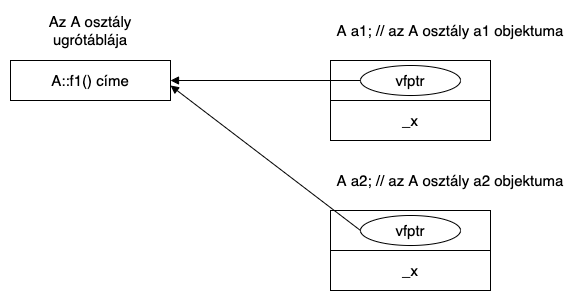 Az A osztály
ugrótáblája
A::f1() címe
A a1; // az A osztály a1 objektuma
vfptr
_x
A a2; // az A osztály a2 objektuma
vfptr
_x